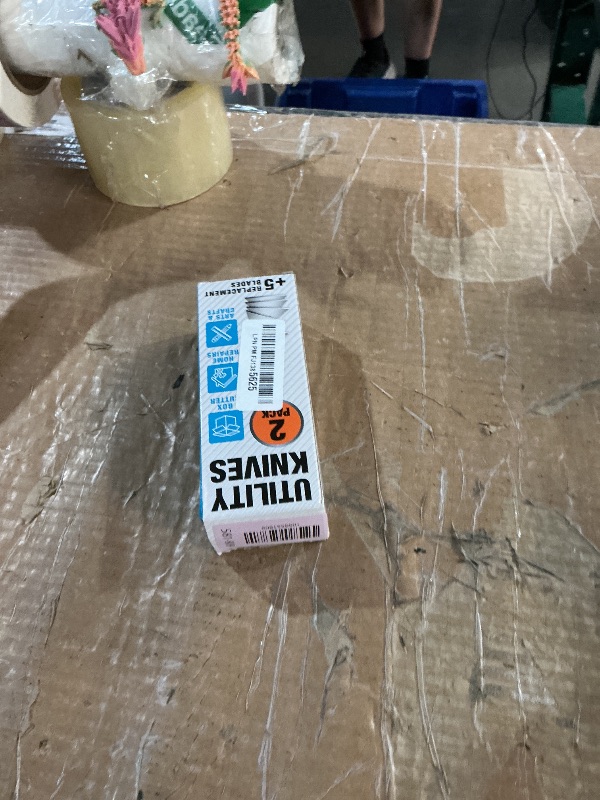 UTILITY
KNIVES
2
PACK
BOX
CUTTER
HOME
REPAIRS
ARTS &
CRAFTS
+5 REPLACEMENT
BLADES